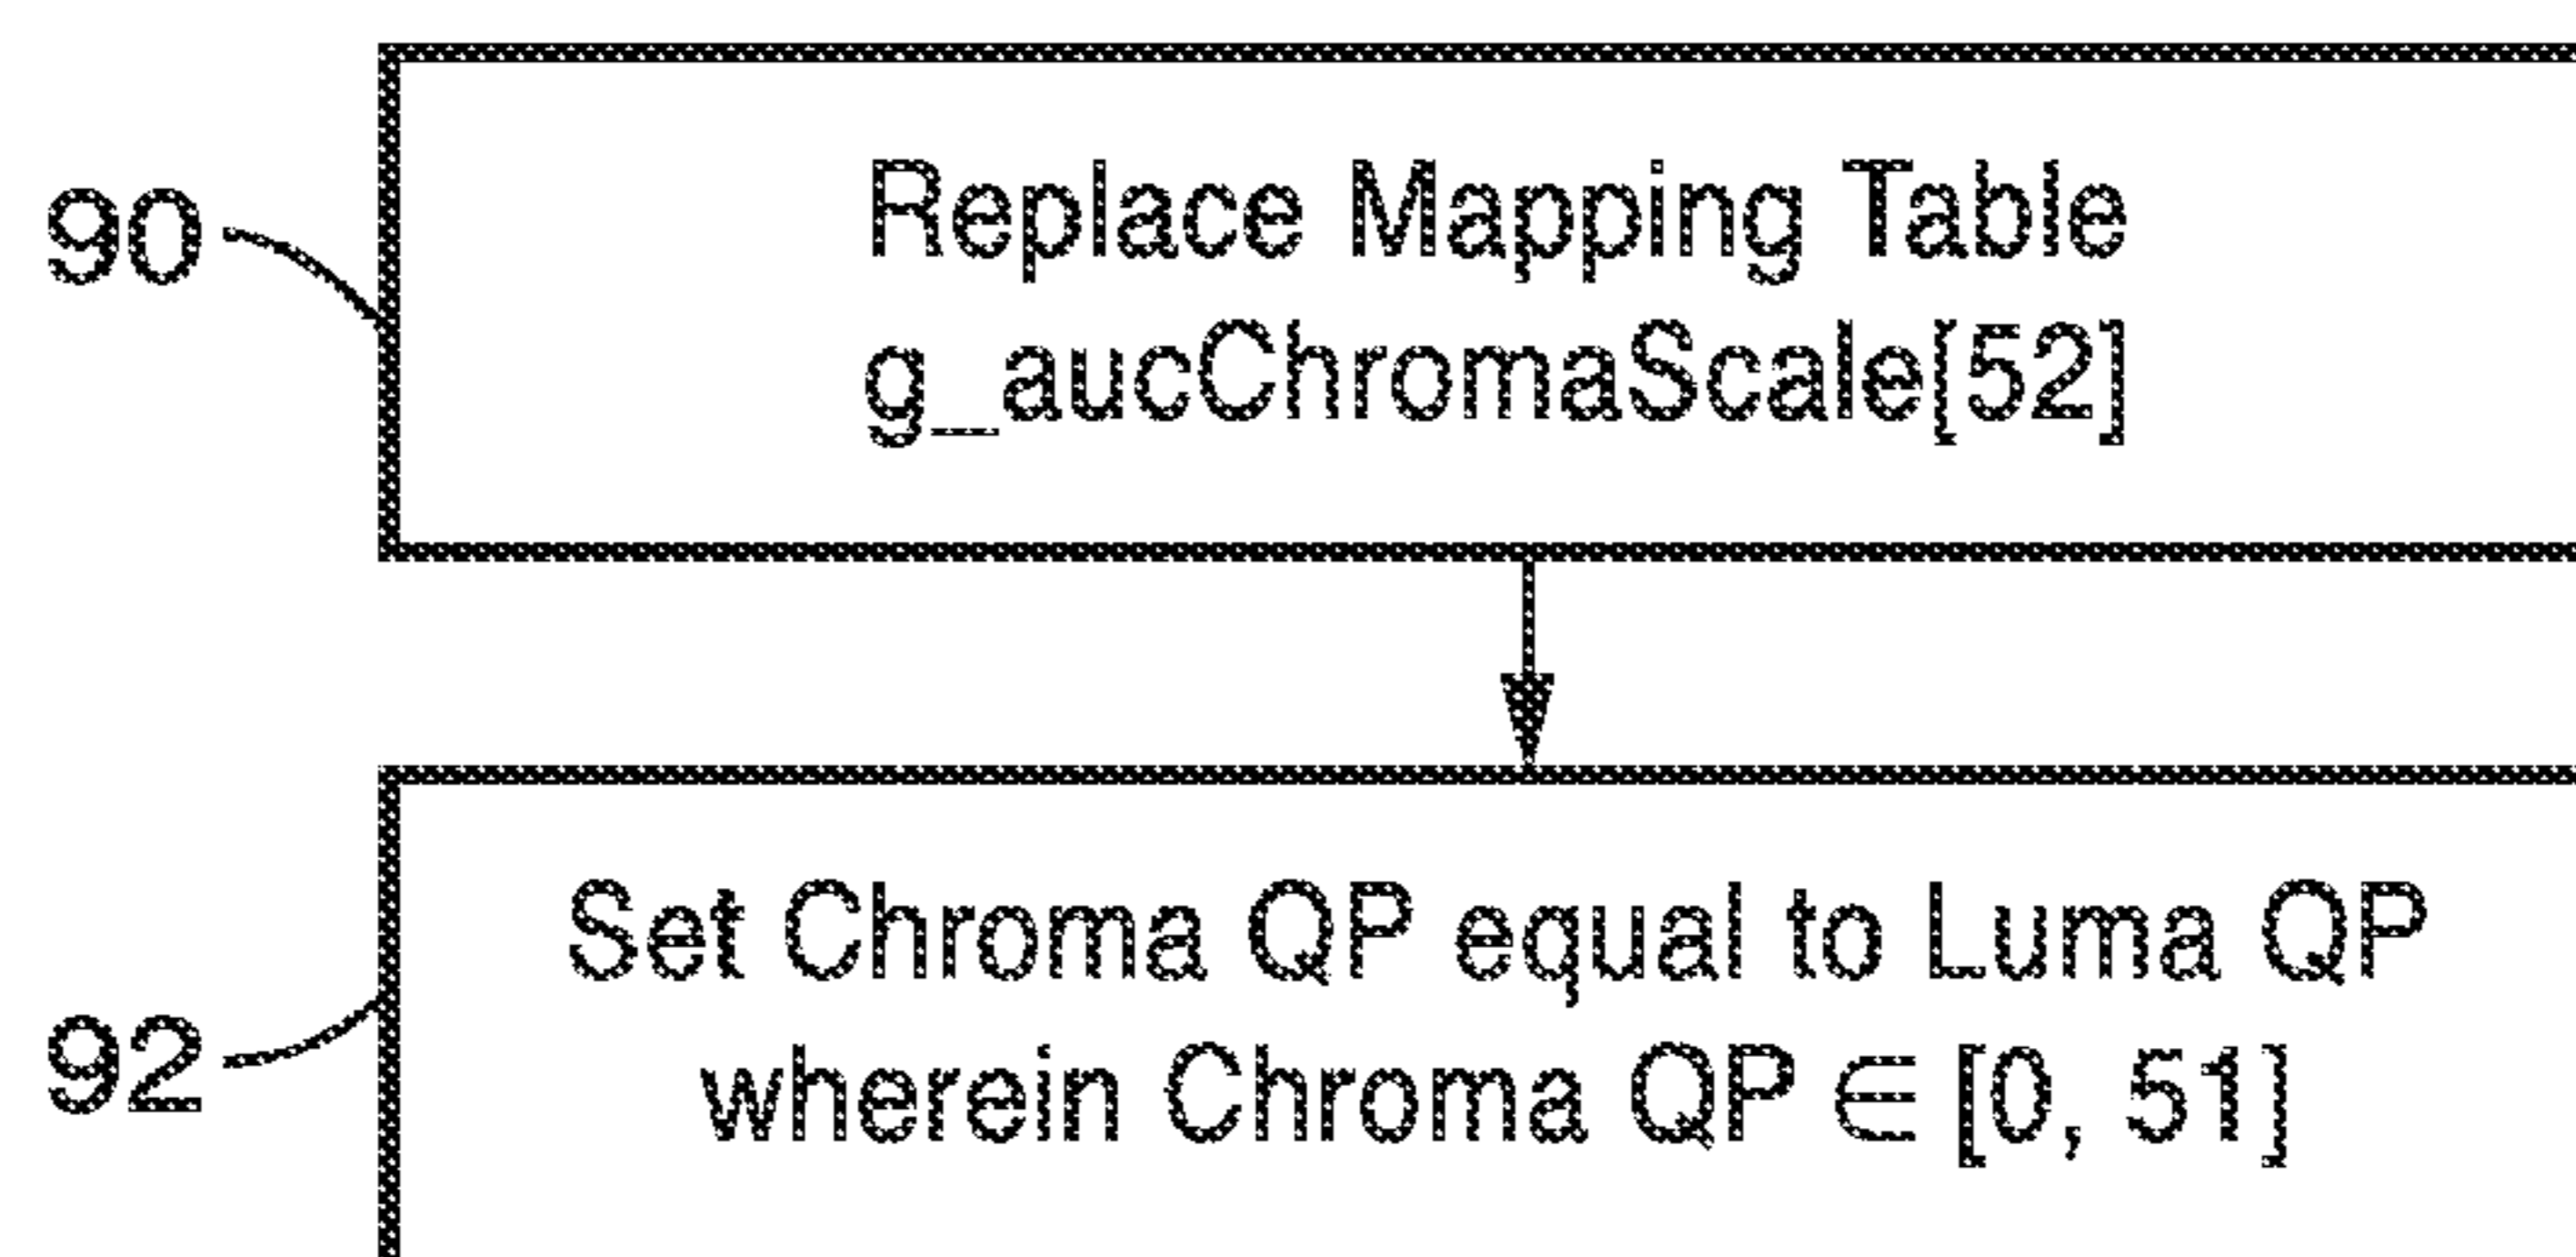 90
Replace Mapping Table
g_aucChromaScale[52]
92
Set Chroma QP equal to Luma QP
wherein Chroma QP ∈ [0, 51]